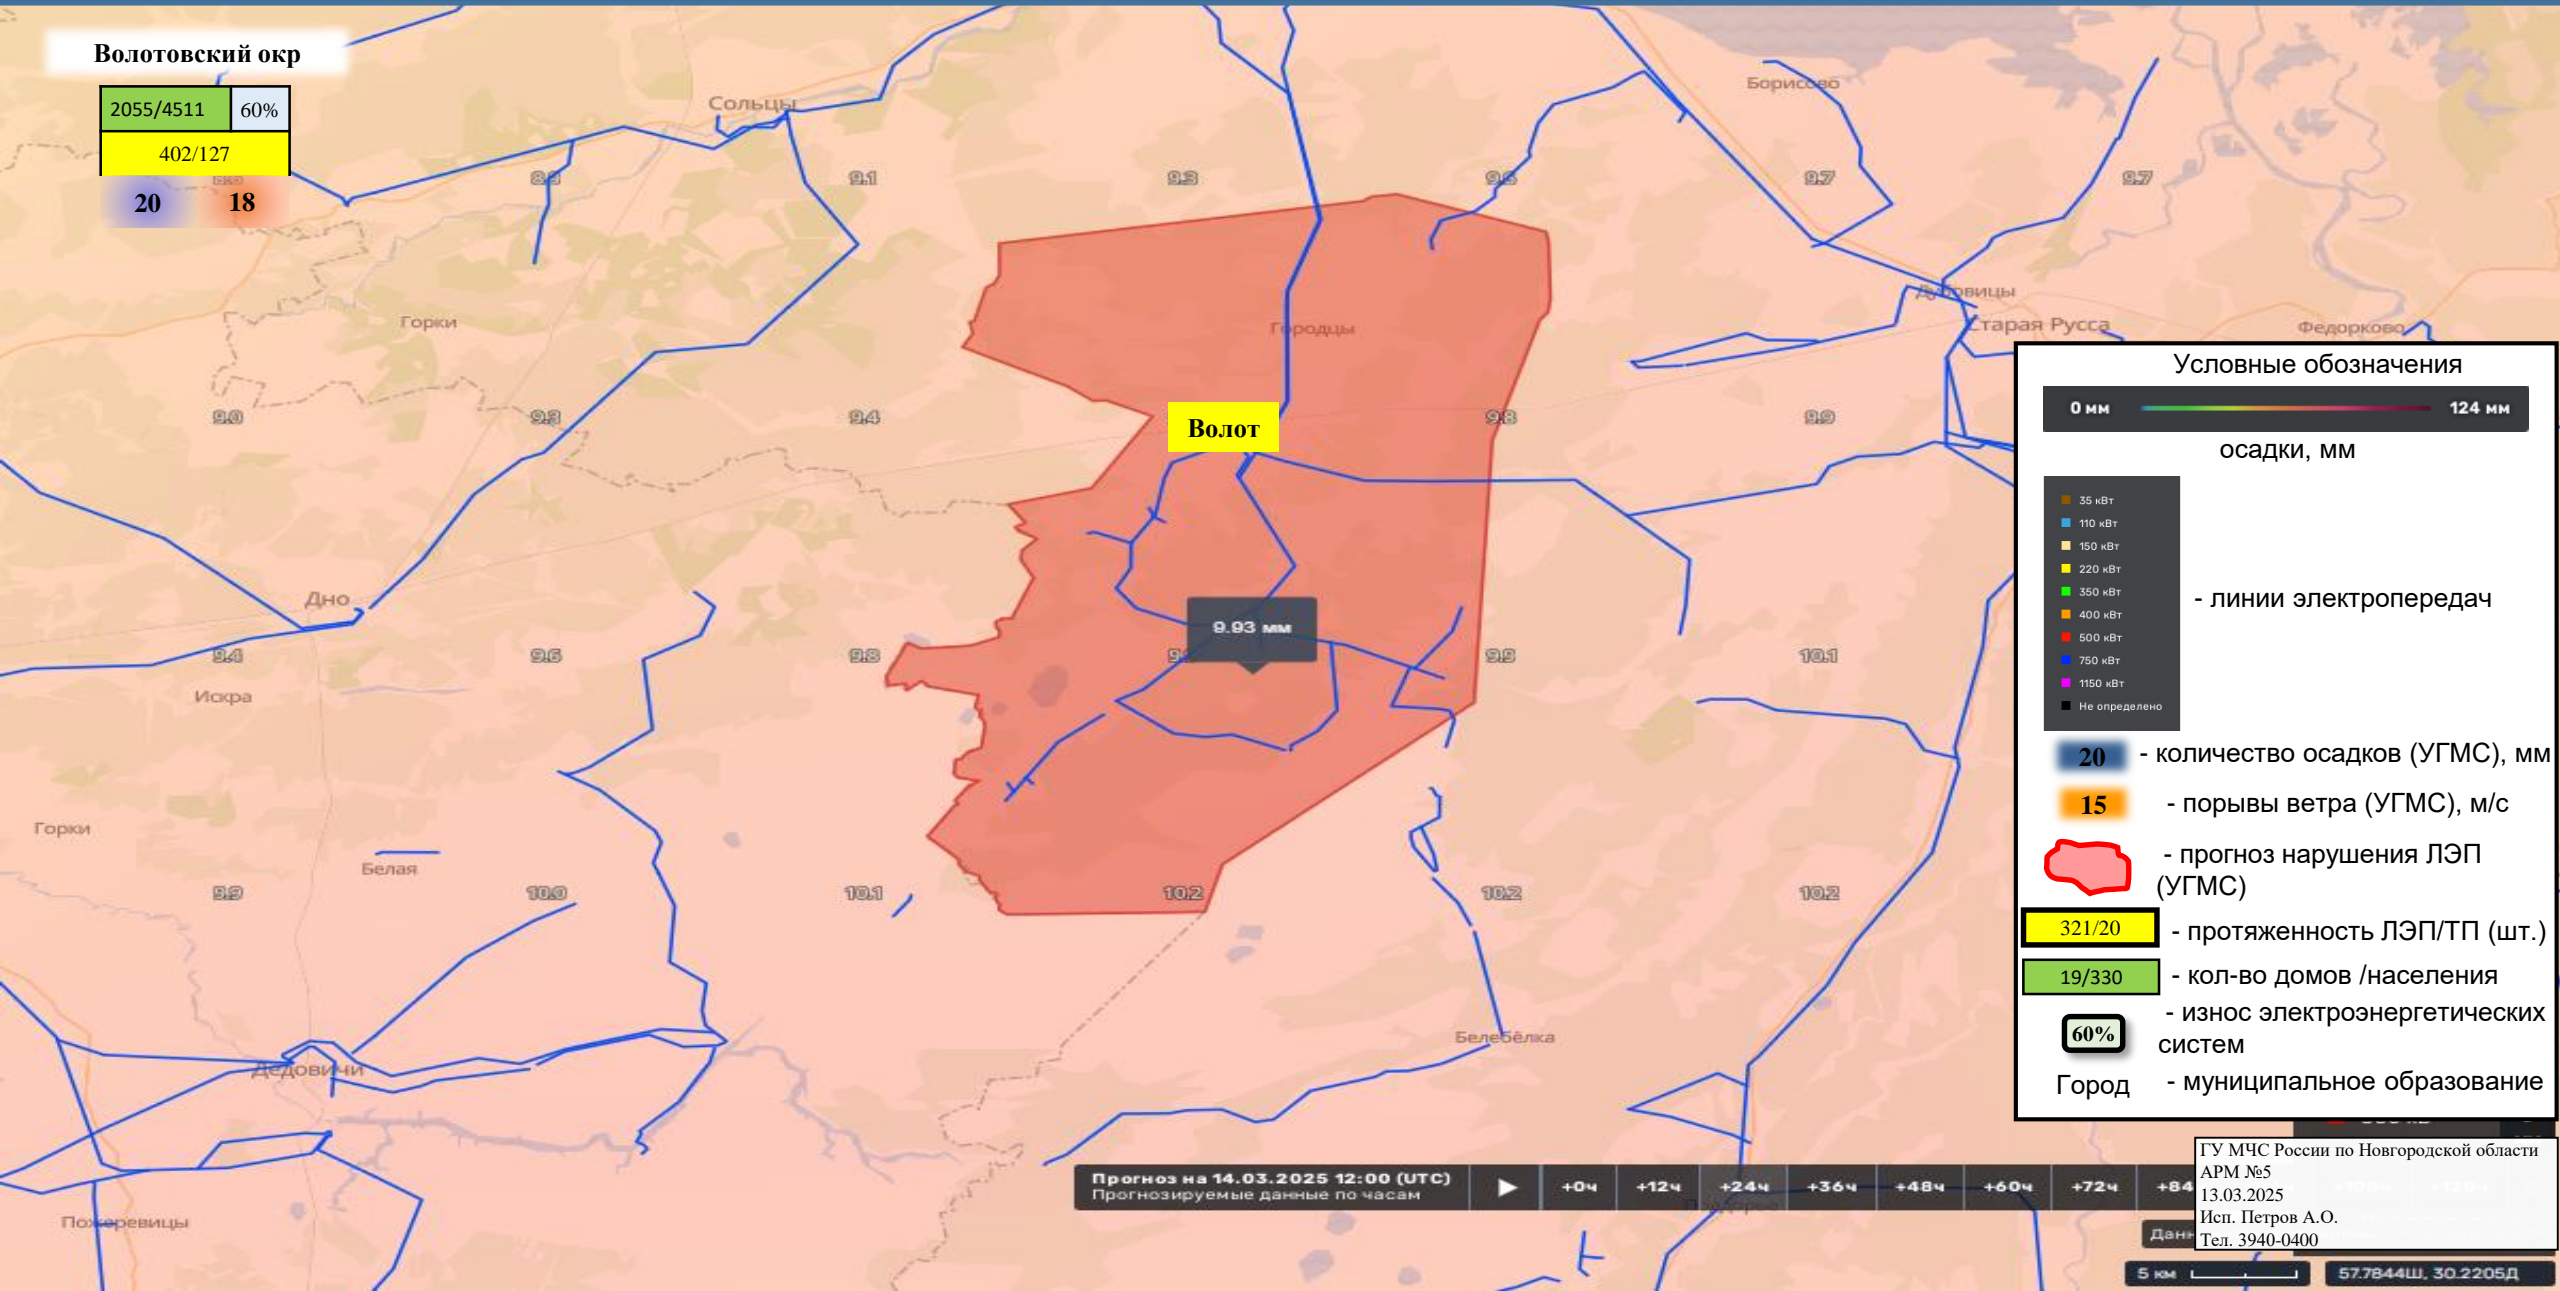 Волотовский окр
2055/4511 60%
402/127
20 18
Сольцы
Борисово
9.1 9.3 9.6 9.7 9.7
Горки
Городцы
Дубовицы
Старая Русса
Федорково
9.0 9.3 9.4 9.8 9.9
Волот
Дно
9.93 мм
9.4 9.6 9.8 9.9 10.1
Искра
Горки
Белая
9.9 10.0 10.1 10.2 10.2 10.2
Белебёлка
Дедовичи
Пожеревицы
Условные обозначения
0 мм 124 мм
осадки, мм
35 кВт
110 кВт
150 кВт
220 кВт
350 кВт
400 кВт
500 кВт
750 кВт
1150 кВт
Не определено
- линии электропередач
20 - количество осадков (УГМС), мм
15 - порывы ветра (УГМС), м/с
- прогноз нарушения ЛЭП
(УГМС)
321/20 - протяженность ЛЭП/ТП (шт.)
19/330 - кол-во домов /населения
60% - износ электроэнергетических
систем
Город - муниципальное образование
Прогноз на 14.03.2025 12:00 (UTC)
Прогнозируемые данные по часам
+0ч +12ч +24ч +36ч +48ч +60ч +72ч +84
ГУ МЧС России по Новгородской области
АРМ №5
13.03.2025
Исп. Петров А.О.
Тел. 3940-0400
Данн
5 км
57.7844Ш, 30.2205Д